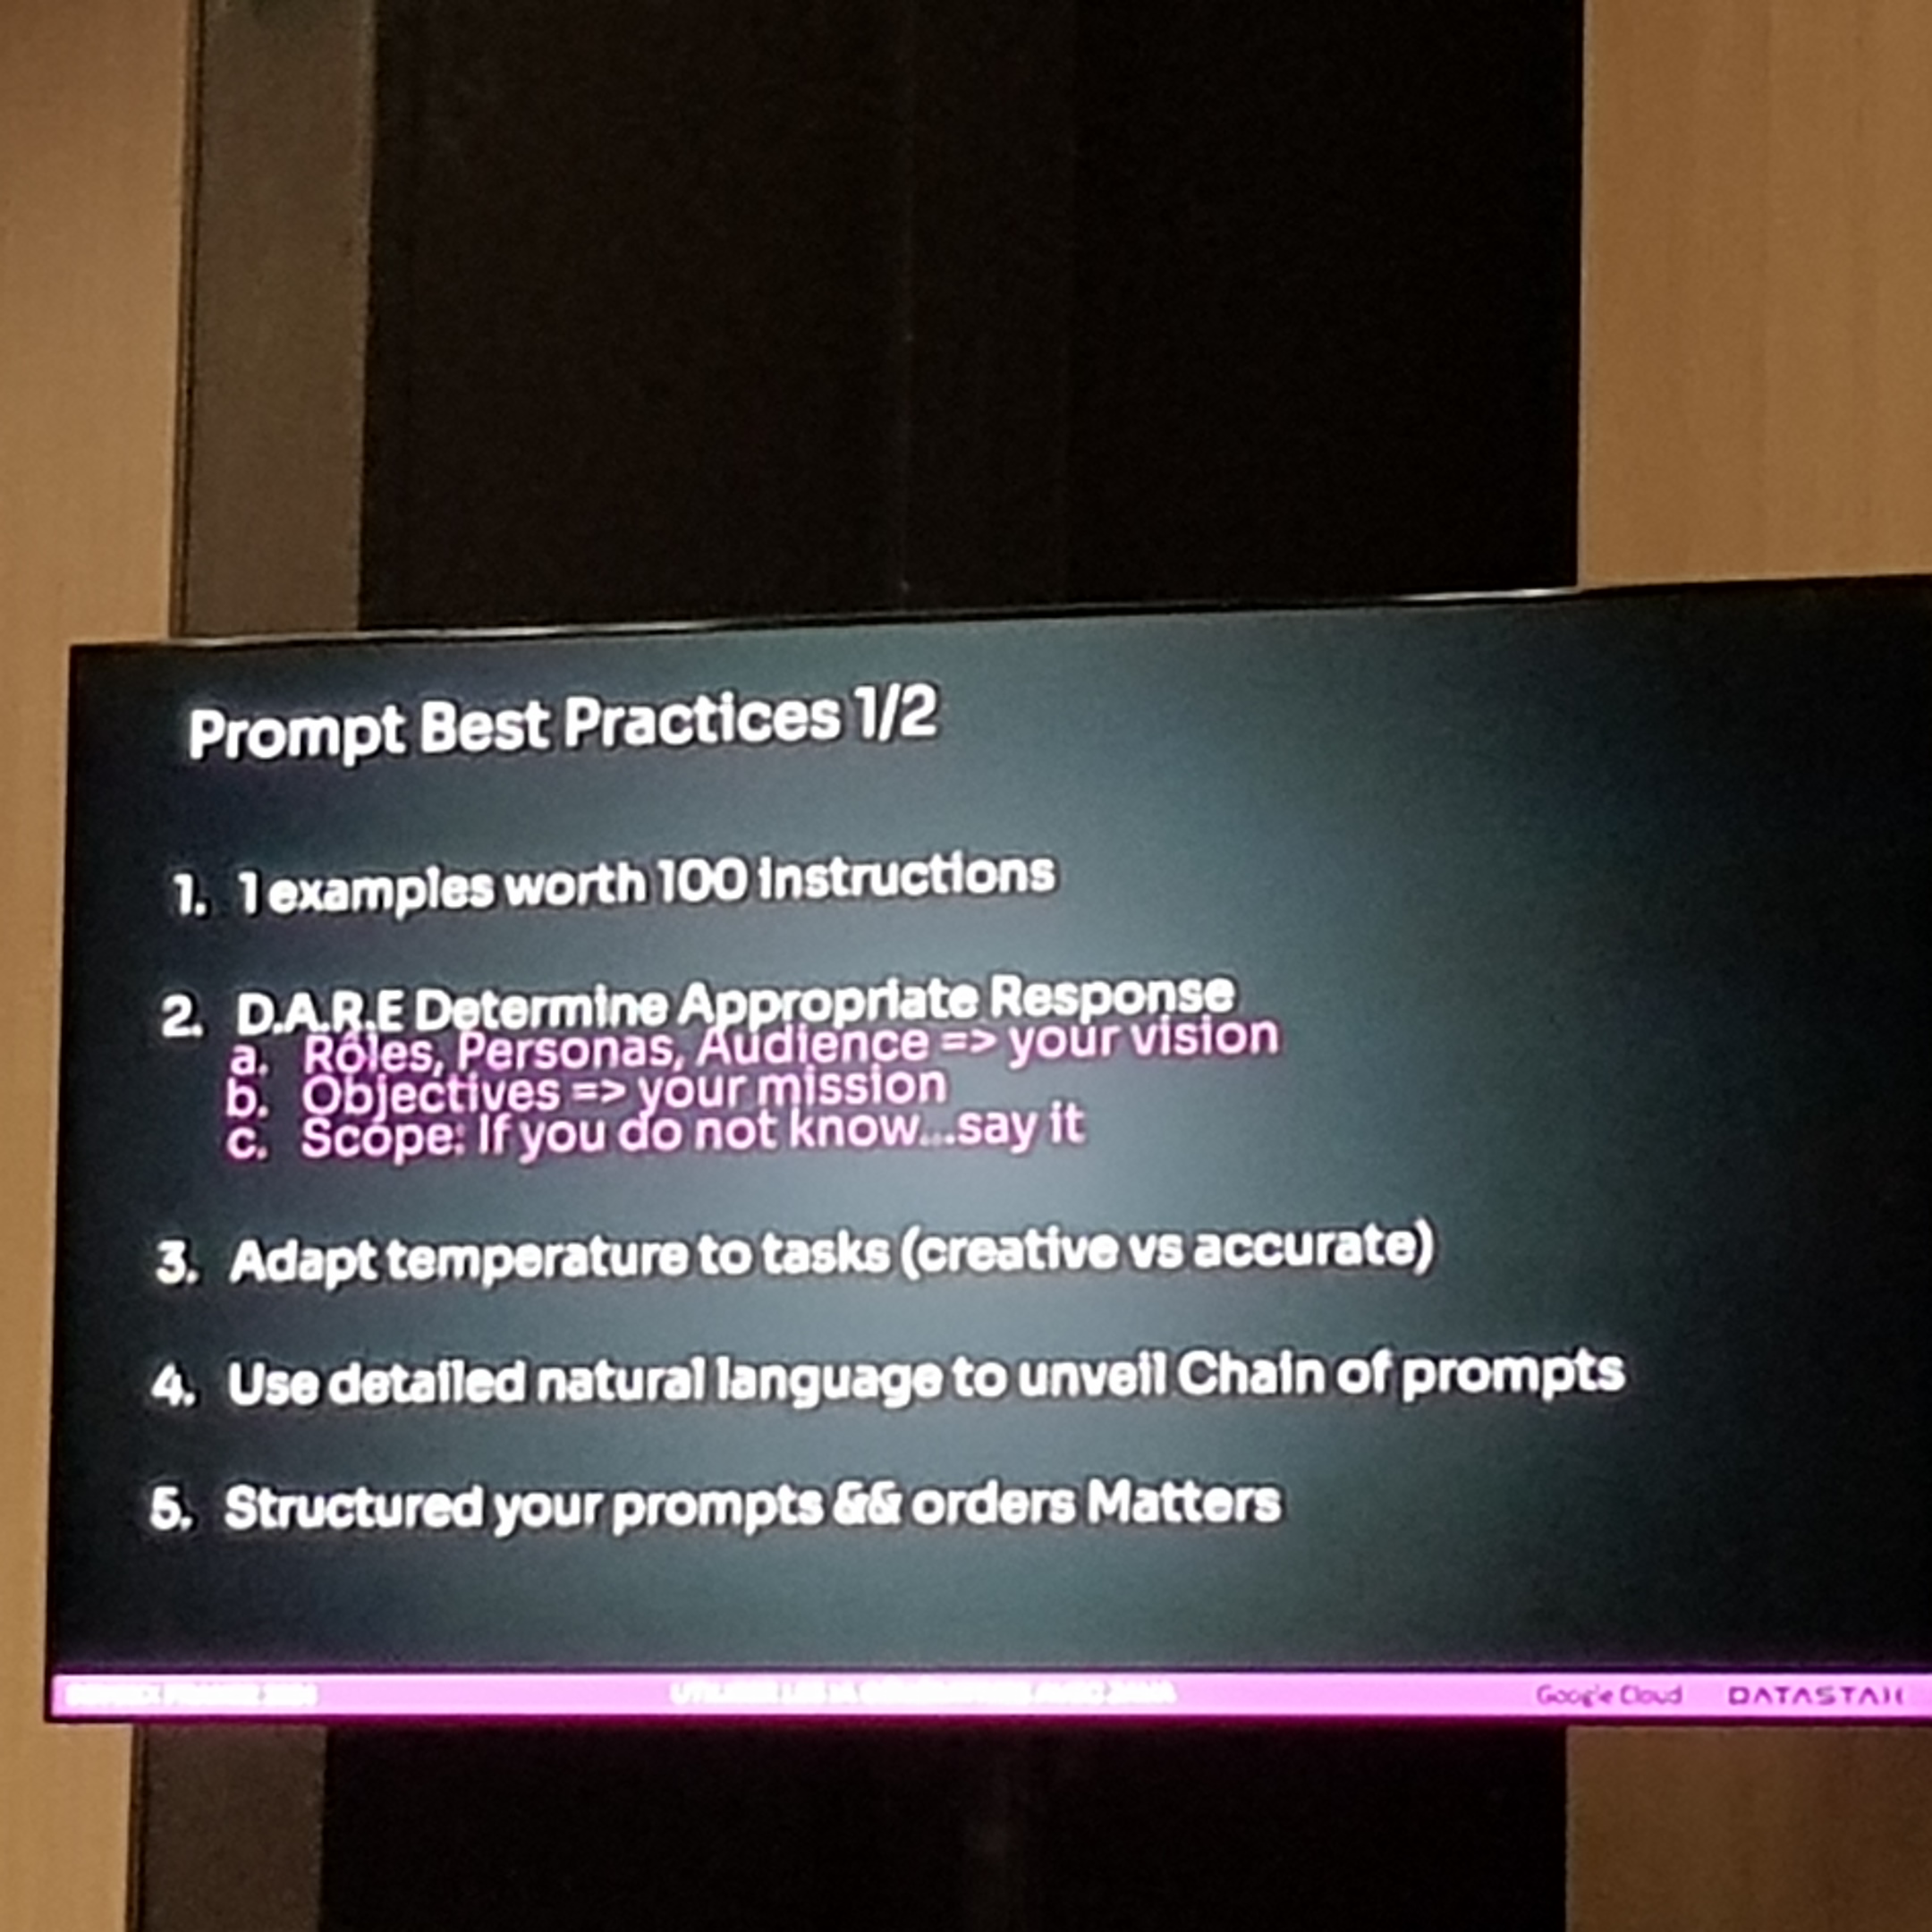 Prompt Best Practices 1/2
1. 1 examples worth 100 instructions
2. D.A.R.E Determine Appropriate Response
a. Rôles, Personas, Audience => your vision
b. Objectives => your mission
c. Scope: If you do not know...say it
3. Adapt temperature to tasks (creative vs accurate)
4. Use detailed natural language to unveil Chain of prompts
5. Structured your prompts && orders Matters
Google Cloud DATASTAX